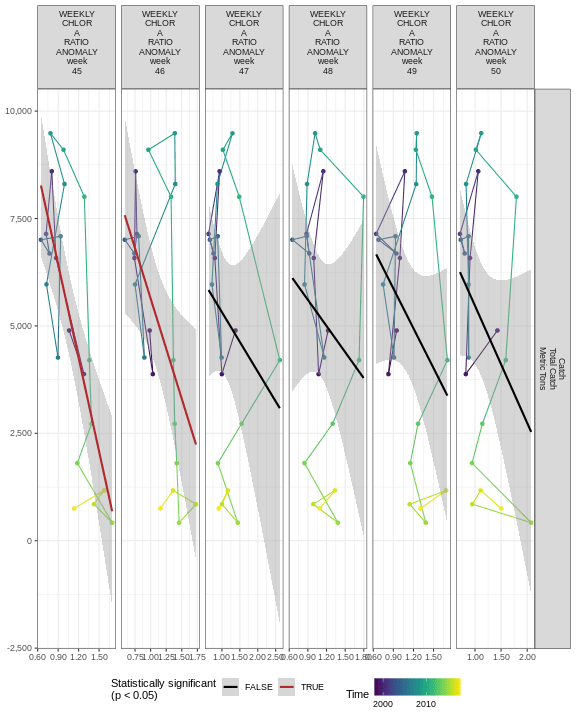 WEEKLY
CHLOR
A
RATIO
ANOMALY
week
45
WEEKLY
CHLOR
A
RATIO
ANOMALY
week
46
WEEKLY
CHLOR
A
RATIO
ANOMALY
week
47
WEEKLY
CHLOR
A
RATIO
ANOMALY
week
48
WEEKLY
CHLOR
A
RATIO
ANOMALY
week
49
WEEKLY
CHLOR
A
RATIO
ANOMALY
week
50
10,000
7,500
5,000
2,500
0
-2,500
Catch
Total Catch
Metric Tons
0.60 0.90 1.20 1.50
0.75 1.00 1.25 1.50 1.75
1.00 1.50 2.00 2.50
0.60 0.90 1.20 1.50 1.80
0.60 0.90 1.20 1.50
1.00 1.50 2.00
Statistically significant
(p < 0.05)
FALSE
TRUE
Time
2000 2010